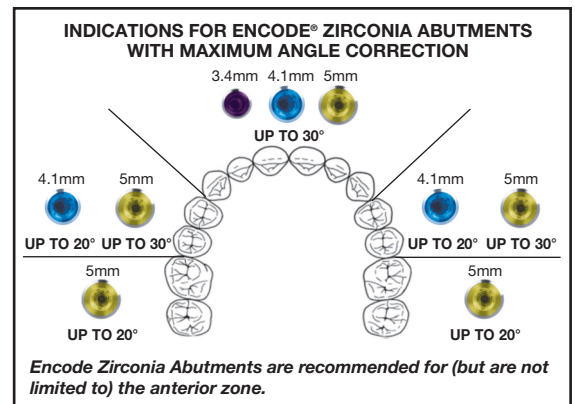 INDICATIONS FOR ENCODE® ZIRCONIA ABUTMENTS
WITH MAXIMUM ANGLE CORRECTION
3.4mm 4.1mm 5mm
UP TO 30°
4.1mm 5mm
UP TO 20° UP TO 30°
4.1mm 5mm
UP TO 20° UP TO 30°
5mm
UP TO 20°
5mm
UP TO 20°
Encode Zirconia Abutments are recommended for (but are not
limited to) the anterior zone.